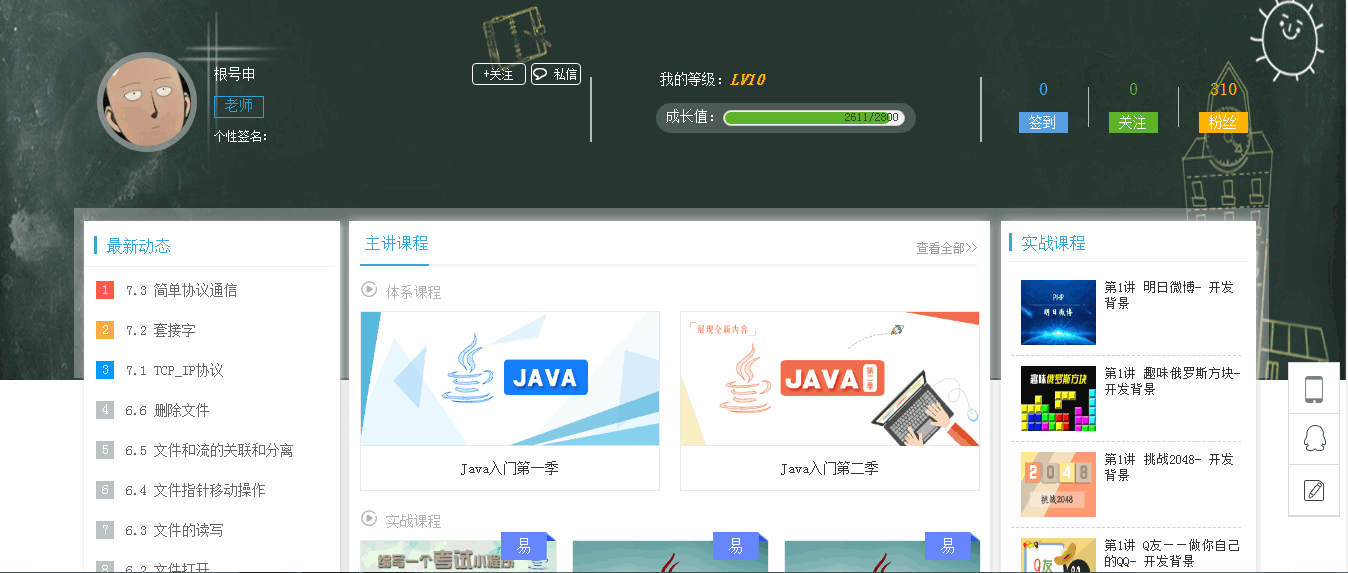 根号申
老师
个性签名:
+关注
私信
我的等级：LV10
成长值：
2611/2800
0
签到
0
关注
310
粉丝
最新动态
1 7.3 简单协议通信
2 7.2 套接字
3 7.1 TCP_IP协议
4 6.6 删除文件
5 6.5 文件和流的关联和分离
6 6.4 文件指针移动操作
7 6.3 文件的读写
8 6.2 文件打开
主讲课程
查看全部>>
体系课程
JAVA
Java入门第一季
展现全新内容
JAVA
第二季
Java入门第二季
实战课程
编写一个考试小程序
易
易
易
实战课程
PHP
明日微博
第1讲 明日微博- 开发
背景
趣味俄罗斯方块
第1讲 趣味俄罗斯方块-
开发背景
2048
挑战2048
第1讲 挑战2048- 开发
背景
Q友
第1讲 Q友——做你自己
的QQ- 开发背景